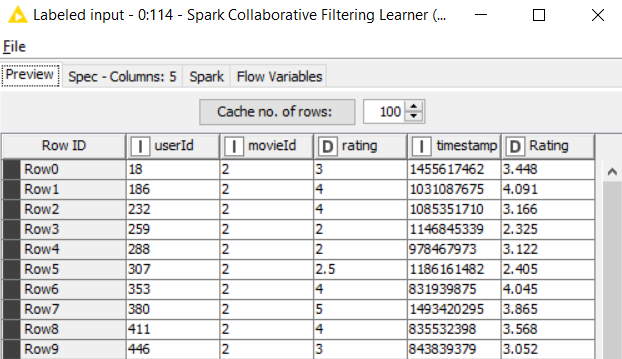 Labeled input - 0:114 - Spark Collaborative Filtering Learner (...
File
Preview Spec - Columns: 5 Spark Flow Variables
Cache no. of rows: 100
Row ID I userId I movieId D rating I timestamp D Rating
Row0 18 2 3 1455617462 3.448
Row1 186 2 4 1031087675 4.091
Row2 232 2 4 1085351710 3.166
Row3 259 2 2 1146845339 2.325
Row4 288 2 2 978467973 3.122
Row5 307 2 2.5 1186161482 2.405
Row6 353 2 4 831939875 4.045
Row7 380 2 5 1493420295 3.865
Row8 411 2 4 835532398 3.568
Row9 446 2 3 843839379 3.052